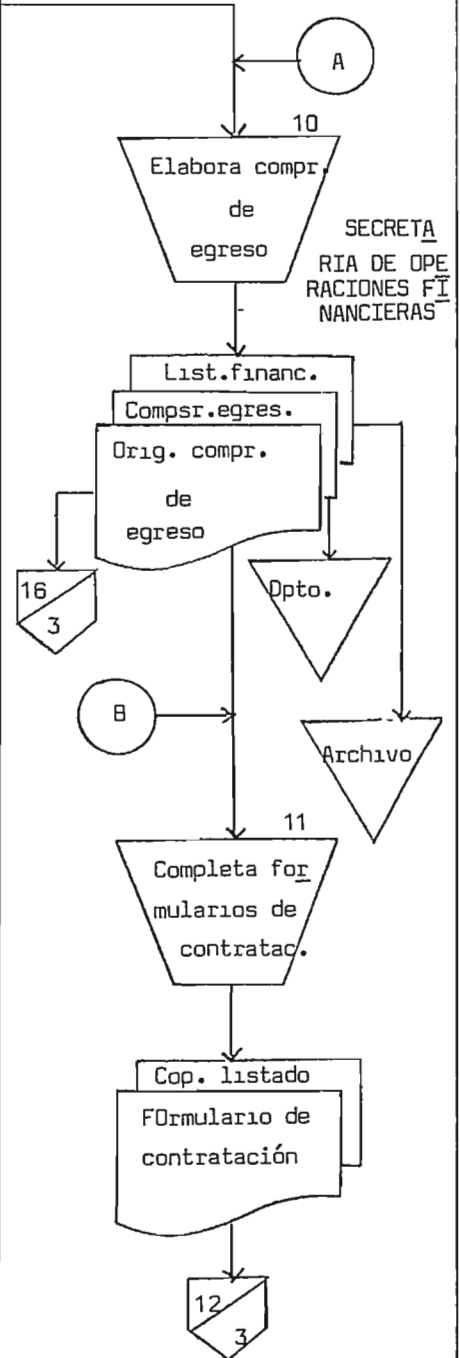 A
10
Elabora compr.
de
egreso
SECRETA
RIA DE OPE
RACIONES FI
NANCIERAS
List.financ.
Compsr.egres.
Orig. compr.
de
egreso
16
3
Dpto.
B
Archivo
11
Completa for
mularios de
contratac.
Cop. listado
FOrmulario de
contratación
12
3